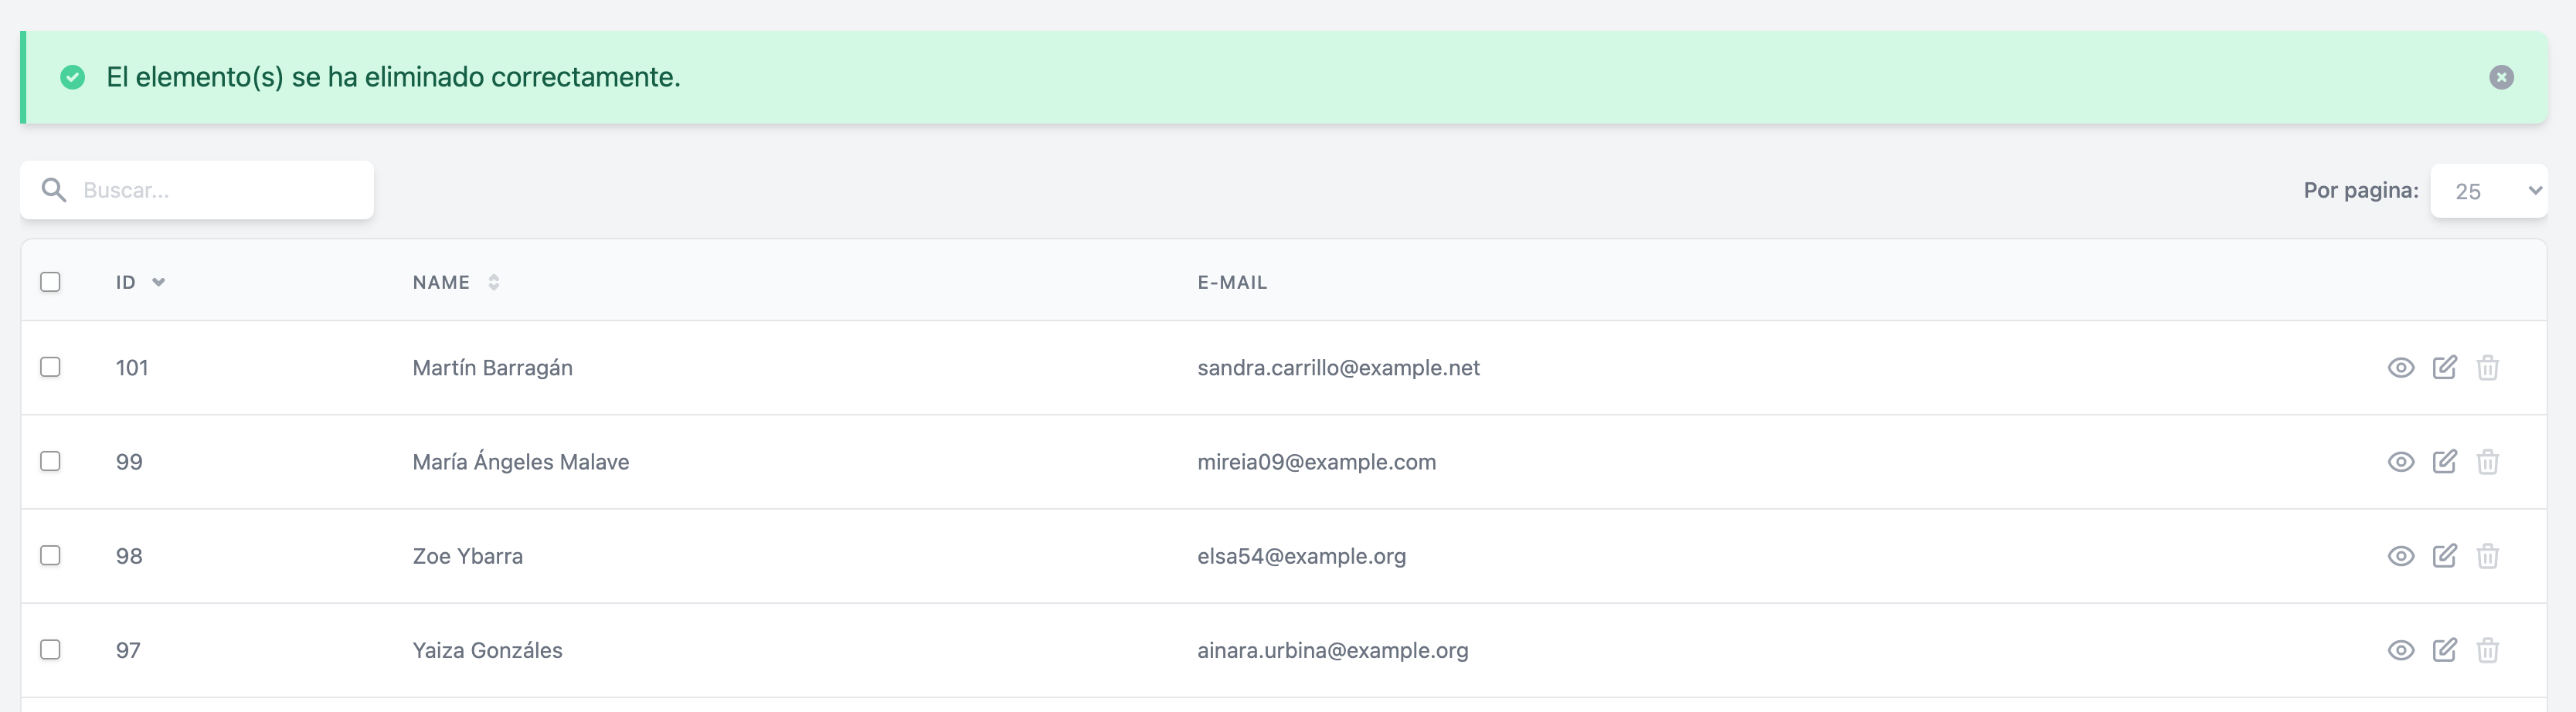 El elemento(s) se ha eliminado correctamente.
Buscar...
Por pagina: 25
ID NAME E-MAIL
101 Martín Barragán sandra.carrillo@example.net
99 María Ángeles Malave mireia09@example.com
98 Zoe Ybarra elsa54@example.org
97 Yaiza Gonzáles ainara.urbina@example.org